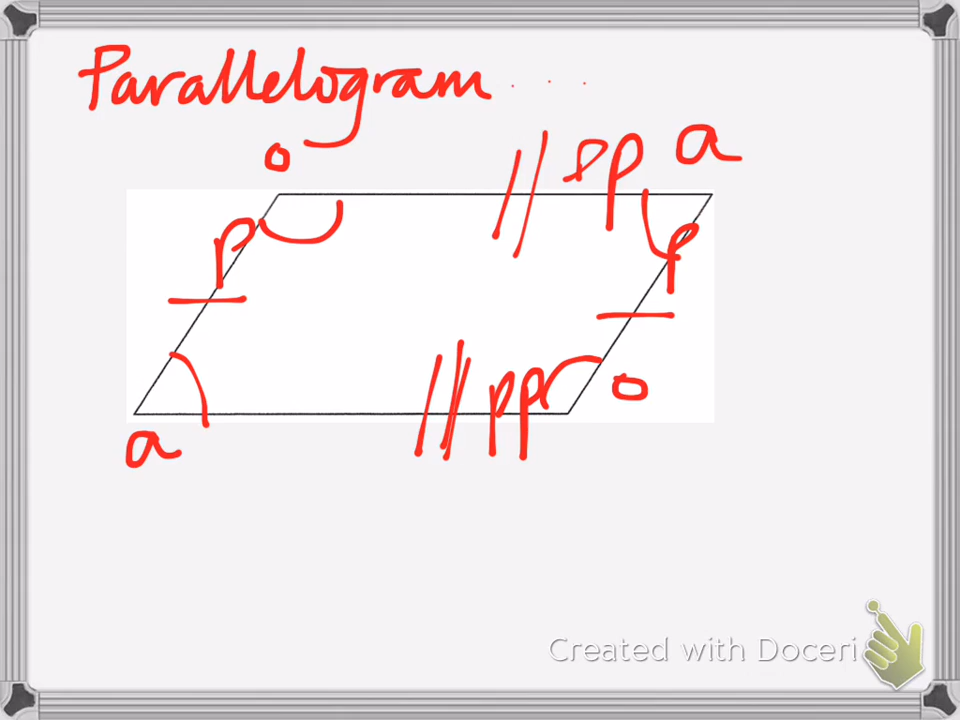 Parallelogram . . .
o
pp a
p p
pp o
a
Created with Doceri